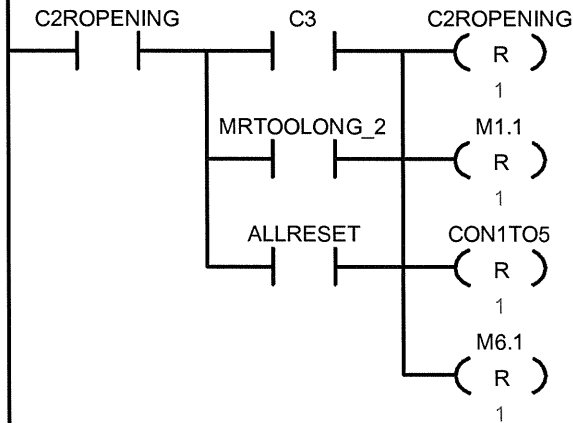 C2ROPENING C3 C2ROPENING
R
1
MRTOOLONG_2 M1.1
R
1
ALLRESET CON1TO5
R
1
M6.1
R
1